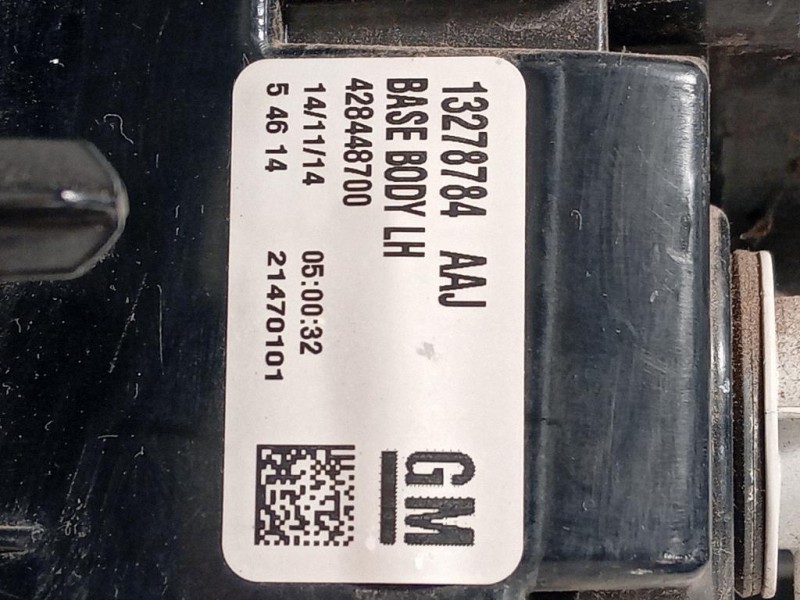 13278784 AAJ
BASE BODY LH
428448700
14/11/14 05:00:32
5 46 14 21470101
GM